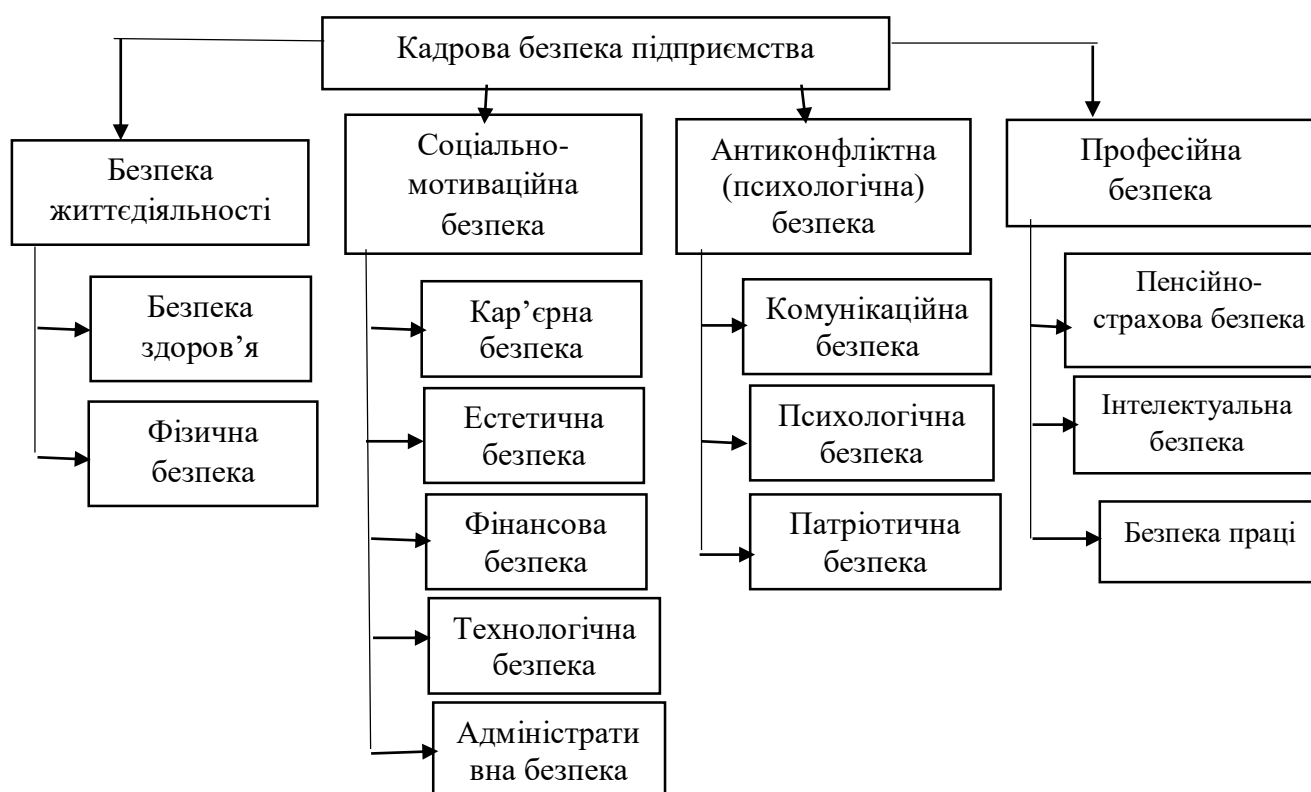 Кадрова безпека підприємства
Безпека
життєдіяльності
Безпека
здоров’я
Фізична
безпека
Соціально-
мотиваційна
безпека
Кар’єрна
безпека
Естетична
безпека
Фінансова
безпека
Технологічна
безпека
Адміністрати
вна безпека
Антиконфліктна
(психологічна)
безпека
Комунікаційна
безпека
Психологічна
безпека
Патріотична
безпека
Професійна
безпека
Пенсійно-
страхова безпека
Інтелектуальна
безпека
Безпека праці